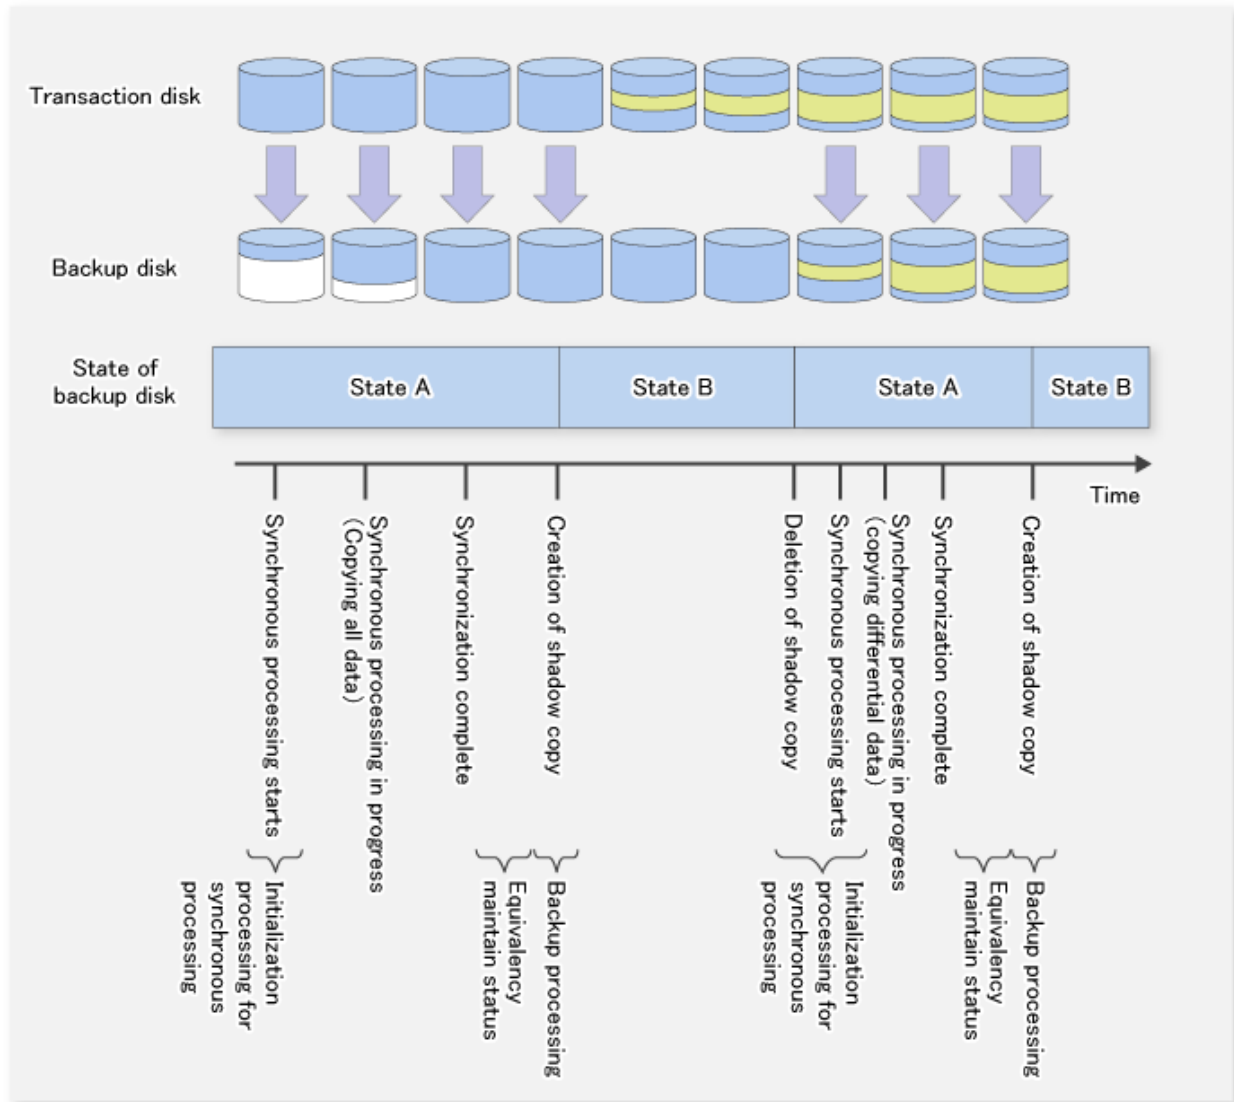 Transaction disk
Backup disk
State of
backup disk
State A
State B
State A
State B
Time
Synchronous processing starts
Synchronous processing in progress
(Copying all data)
Synchronization complete
Creation of shadow copy
Deletion of shadow copy
Synchronous processing starts
Synchronous processing in progress
(copying differential data)
Synchronization complete
Creation of shadow copy
Initialization
processing for
synchronous
processing
Equivalency
maintain status
Backup processing
Initialization
processing for
synchronous
processing
Equivalency
maintain status
Backup processing